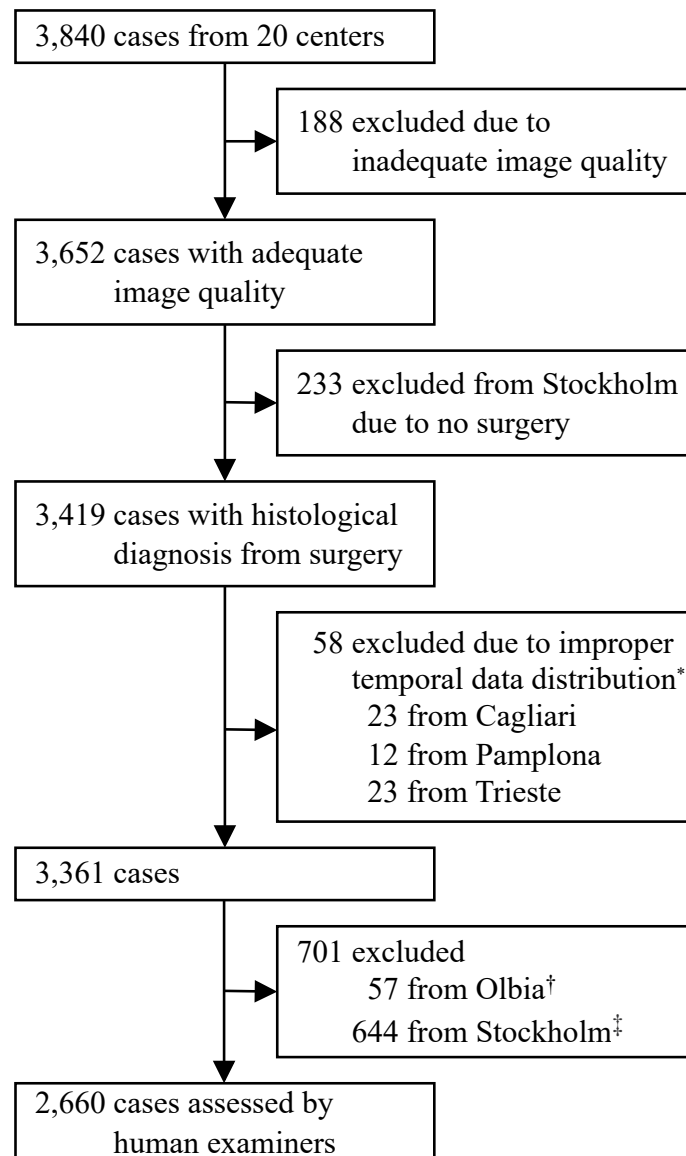 3,840 cases from 20 centers
188 excluded due to
inadequate image quality
3,652 cases with adequate
image quality
233 excluded from Stockholm
due to no surgery
3,419 cases with histological
diagnosis from surgery
58 excluded due to improper
temporal data distribution*
23 from Cagliari
12 from Pamplona
23 from Trieste
3,361 cases
701 excluded
57 from Olbia†
644 from Stockholm‡
2,660 cases assessed by
human examiners